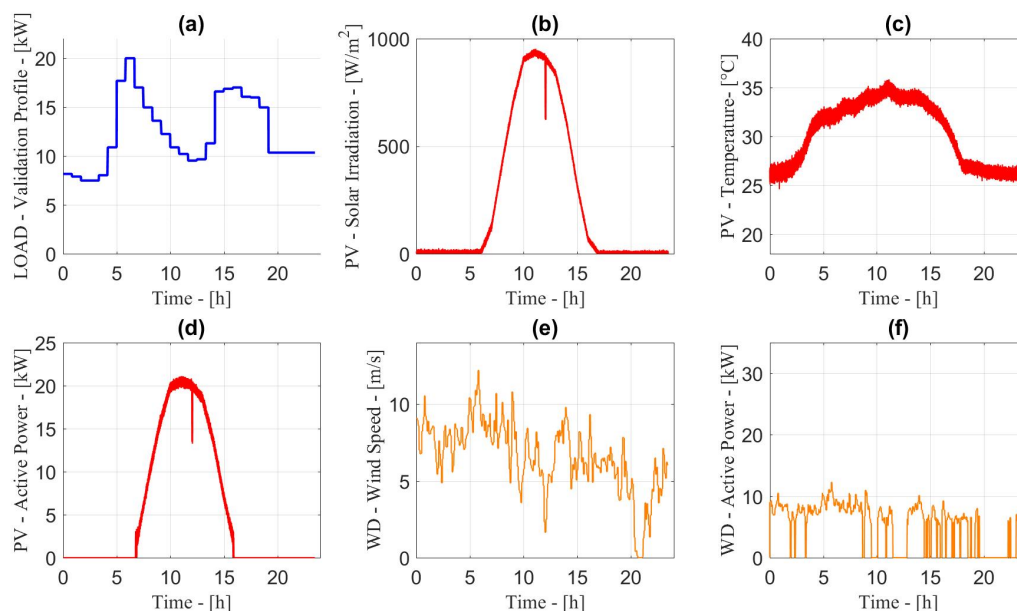 (a)
LOAD - Validation Profile - [kW]
20
15
10
5
0
0 5 10 15 20
Time - [h]
(b)
PV - Solar Irradiation - [W/m²]
1000
500
0
0 5 10 15 20
Time - [h]
(c)
PV - Temperature- [°C]
40
35
30
25
20
0 5 10 15 20
Time - [h]
(d)
PV - Active Power - [kW]
25
20
15
10
5
0
0 5 10 15 20
Time - [h]
(e)
WD - Wind Speed - [m/s]
10
5
0
0 5 10 15 20
Time - [h]
(f)
WD - Active Power - [kW]
30
20
10
0
0 5 10 15 20
Time - [h]